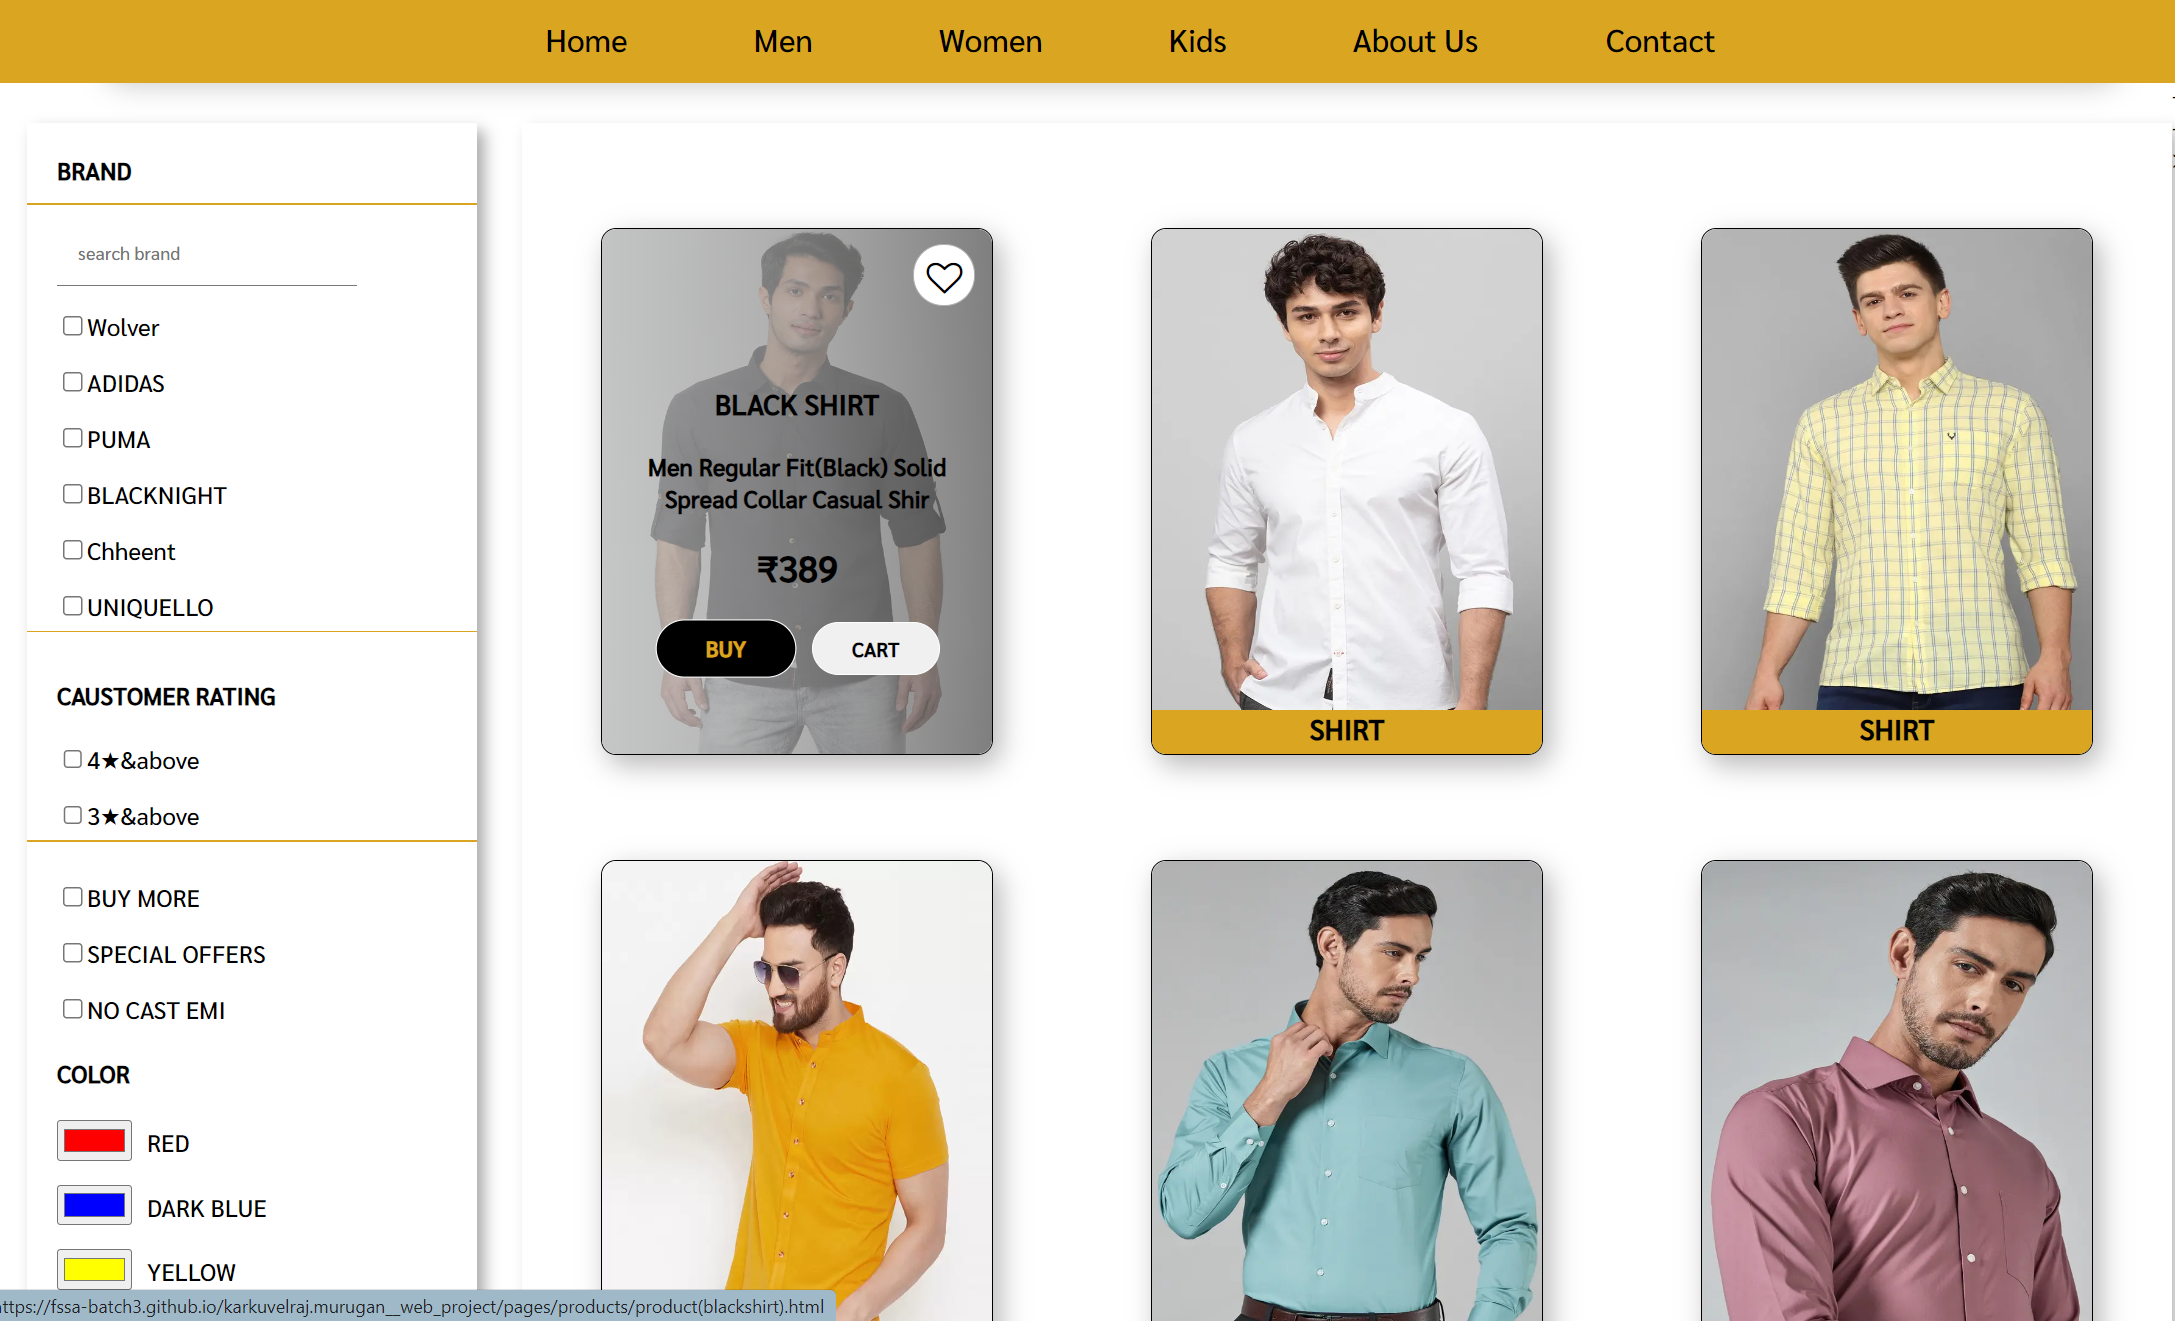 Home
Men
Women
Kids
About Us
Contact
BRAND
search brand
Wolver
ADIDAS
PUMA
BLACKNIGHT
Chheent
UNIQUELLO
CAUSTOMER RATING
4★&above
3★&above
BUY MORE
SPECIAL OFFERS
NO CAST EMI
COLOR
RED
DARK BLUE
YELLOW
BLACK SHIRT
Men Regular Fit(Black) Solid
Spread Collar Casual Shir
₹389
BUY
CART
SHIRT
SHIRT
ttps://fssa-batch3.github.io/karkuvelraj.murugan__web_project/pages/products/product(blackshirt).html